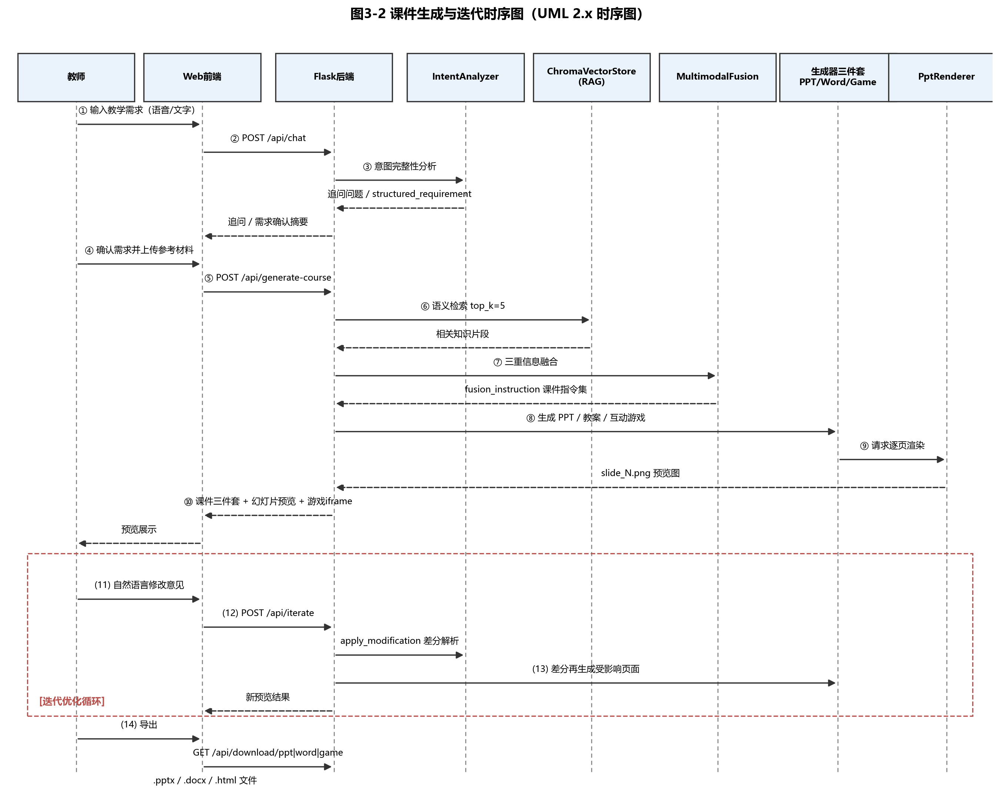 图3-2 课件生成与迭代时序图（UML 2.x 时序图）
教师
Web前端
Flask后端
IntentAnalyzer
ChromaVectorStore
(RAG)
MultimodalFusion
生成器三件套
PPT/Word/Game
PptRenderer
① 输入教学需求（语音/文字）
② POST /api/chat
③ 意图完整性分析
追问问题 / structured_requirement
追问 / 需求确认摘要
④ 确认需求并上传参考材料
⑤ POST /api/generate-course
⑥ 语义检索 top_k=5
相关知识片段
⑦ 三重信息融合
fusion_instruction 课件指令集
⑧ 生成 PPT / 教案 / 互动游戏
⑨ 请求逐页渲染
slide_N.png 预览图
⑩ 课件三件套 + 幻灯片预览 + 游戏iframe
预览展示
(11) 自然语言修改意见
(12) POST /api/iterate
apply_modification 差分解析
(13) 差分再生成受影响页面
新预览结果
[迭代优化循环]
(14) 导出
GET /api/download/ppt|word|game
.pptx / .docx / .html 文件